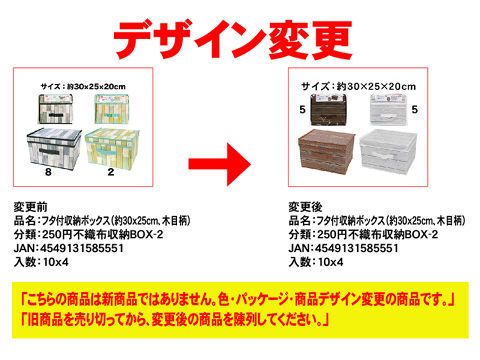 デザイン変更
サイズ：約30×25×20cm
8
2
サイズ：約30×25×20cm
5
5
変更前
品名：フタ付収納ボックス(約30x25cm、木目柄)
分類：250円不織布収納BOX-2
JAN：4549131585551
入数：10x4
変更後
品名：フタ付収納ボックス(約30x25cm、木目柄)
分類：250円不織布収納BOX-2
JAN：4549131585551
入数：10x4
「こちらの商品は新商品ではありません。色・パッケージ・商品デザイン変更の商品です。」
「旧商品を売り切ってから、変更後の商品を陳列してください。」